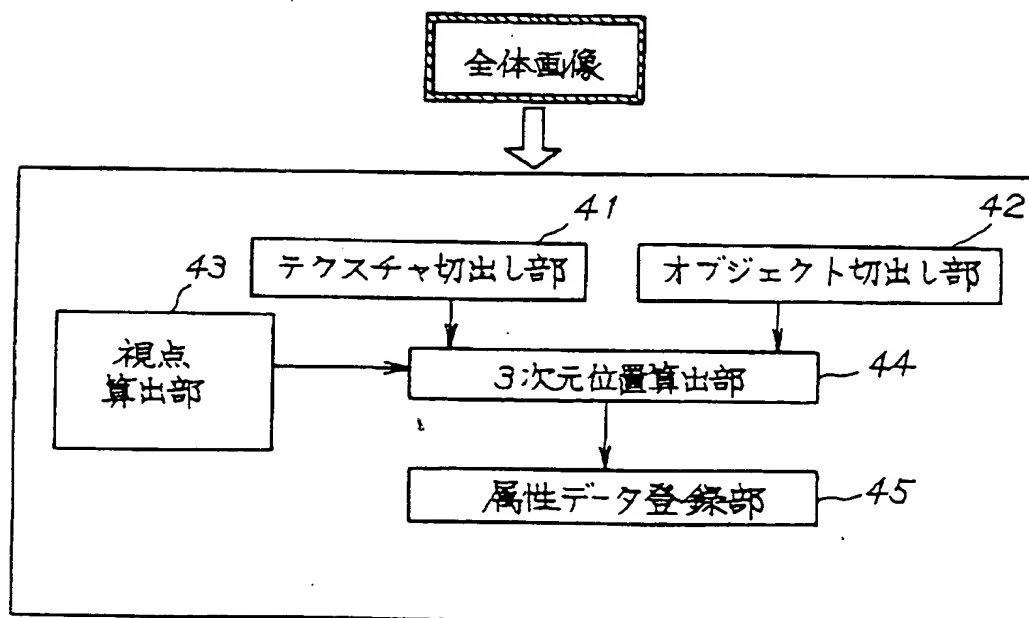 全体画像
41
テクスチャ切出し部
42
オブジェクト切出し部
43
視点
算出部
3次元位置算出部
44
属性データ登録部
45